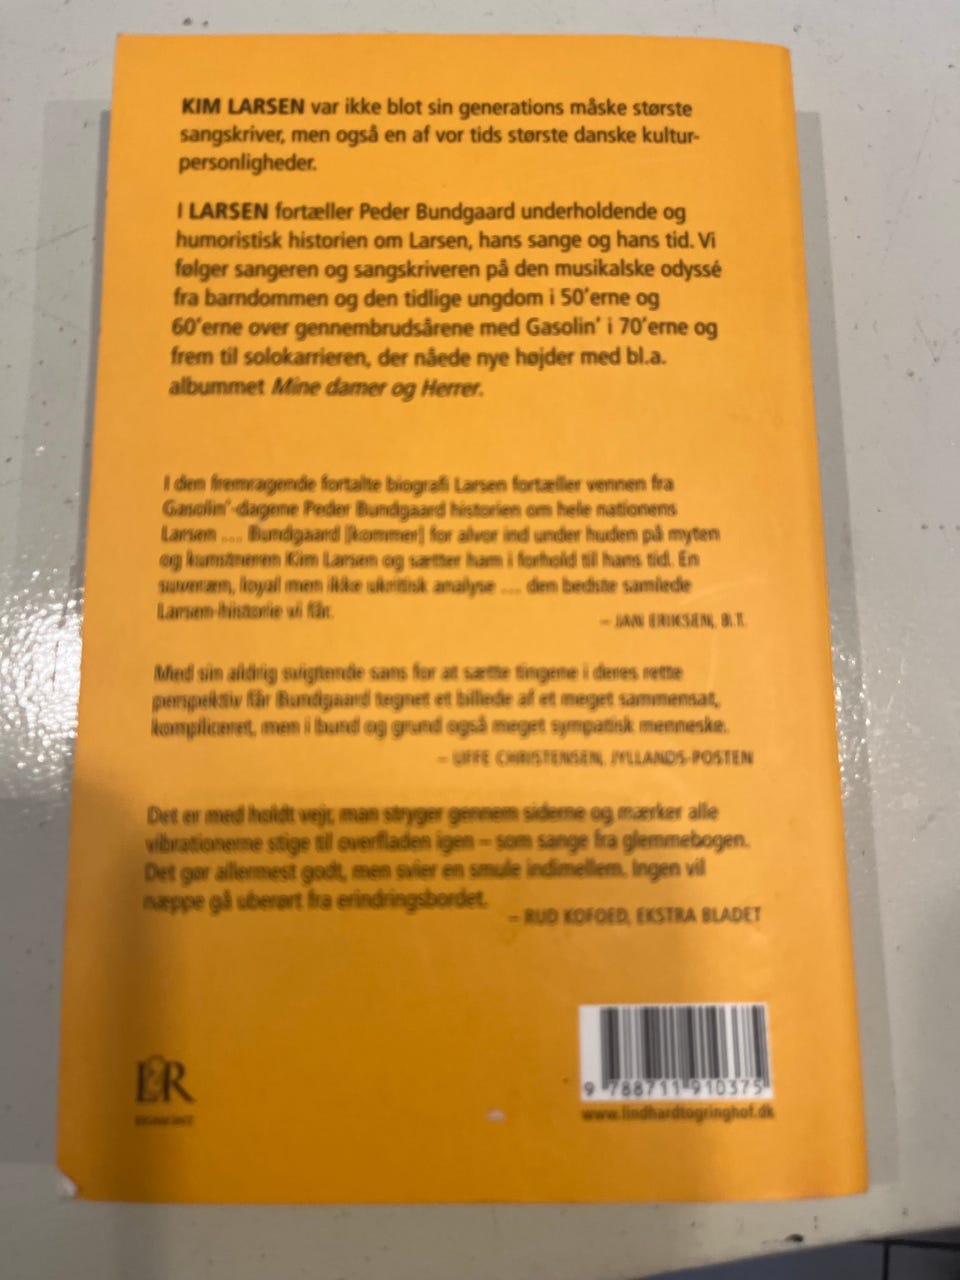 KIM LARSEN var ikke blot sin generations måske største
sangskriver, men også en af vor tids største danske kultur-
personligheder.
I LARSEN fortæller Peder Bundgaard underholdende og
humoristisk historien om Larsen, hans sange og hans tid. Vi
følger sangeren og sangskriveren på den musikalske odyssé
fra barndommen og den tidlige ungdom i 50'erne og
60'erne over gennembrudsårene med Gasolin' i 70'erne og
frem til solokarrieren, der nåede nye højder med bl.a.
albummet Mine damer og Herrer.
I den fremragende fortalte biografi Larsen fortæller vennen fra
Gasolin'-dagene Peder Bundgaard historien om hele nationens
Larsen ... Bundgaard [kommer] for alvor ind under huden på myten
og kunstneren Kim Larsen og sætter ham i forhold til hans tid. En
suveræn, loyal men ikke ukritisk analyse ... den bedste samlede
Larsen-historie vi får.
– JAN ERIKSEN, B.T.
Med sin aldrig svigtende sans for at sætte tingene i deres rette
perspektiv får Bundgaard tegnet et billede af et meget sammensat,
kompliceret, men i bund og grund også meget sympatisk menneske.
– UFFE CHRISTENSEN, JYLLANDS-POSTEN
Det er med holdt vejr, man stryger gennem siderne og mærker alle
vibrationerne stige til overfladen igen – som sange fra glemmebogen.
Det gør allermest godt, men svier en smule indimellem. Ingen vil
næppe gå uberørt fra erindringsbordet.
– RUD KOFOED, EKSTRA BLADET
L&R
EGMONT
9 788711 910375
www.lindhardtogringhof.dk